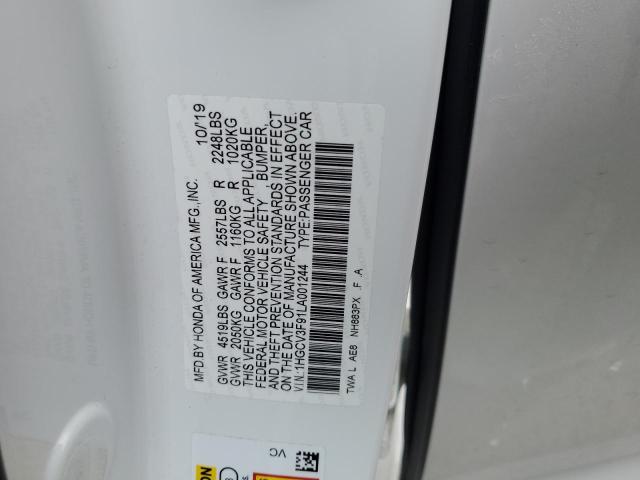 MFD BY HONDA OF AMERICA MFG.,INC. 10/'19
GVWR 4519LBS GAWR F 2557LBS R 2248LBS
GVWR 2050KG GAWR F 1160KG R 1020KG
THIS VEHICLE CONFORMS TO ALL APPLICABLE
FEDERAL MOTOR VEHICLE SAFETY , BUMPER,
AND THEFT PREVENTION STANDARDS IN EFFECT
ON THE DATE OF MANUFACTURE SHOWN ABOVE.
V.I.N.:1HGCV3F91LA001244 TYPE:PASSENGER CAR
TWA L AE8 NH883PX .F .A
VC